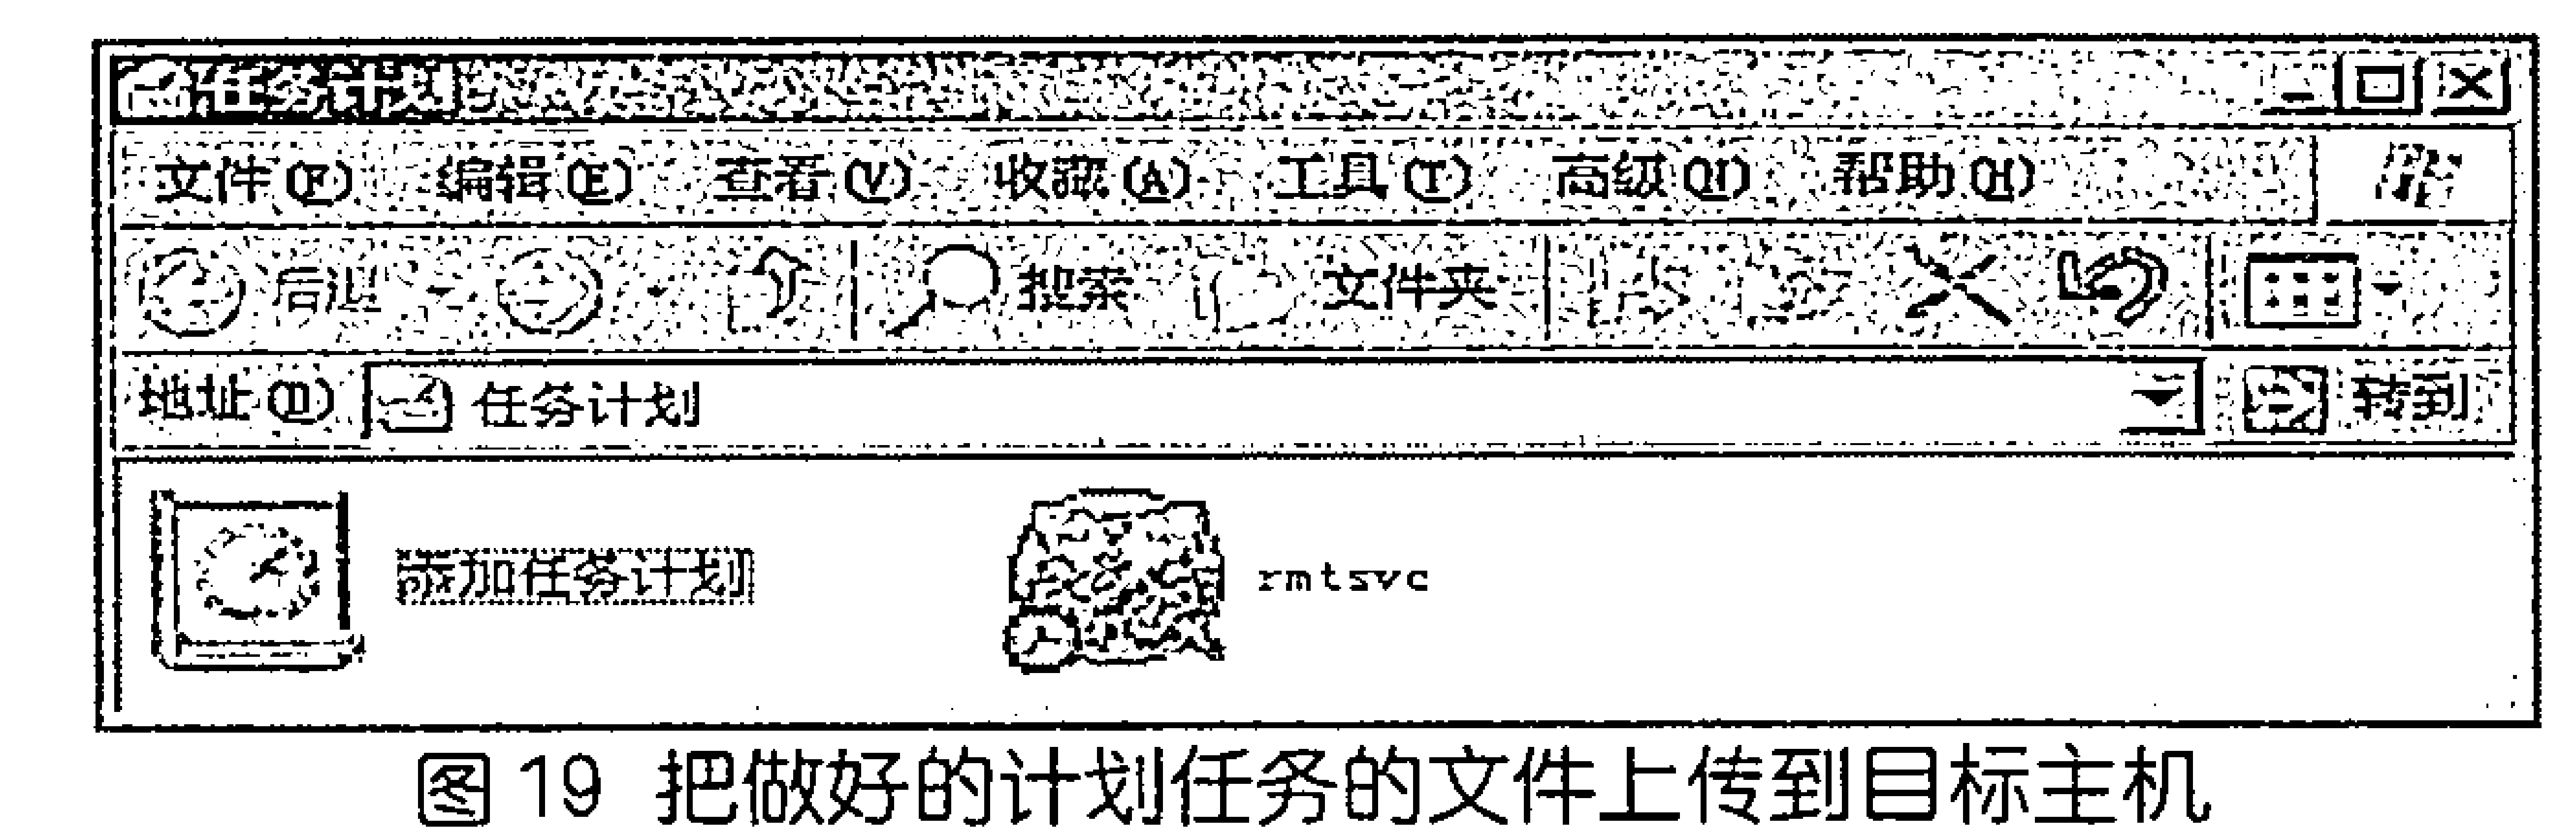 任务计划
文件(F) 编辑(E) 查看(V) 收藏(A) 工具(T) 高级(N) 帮助(H)
后退 搜索 文件夹
地址(D) 任务计划 转到
添加任务计划 rmtsvc
图 19 把做好的计划任务的文件上传到目标主机